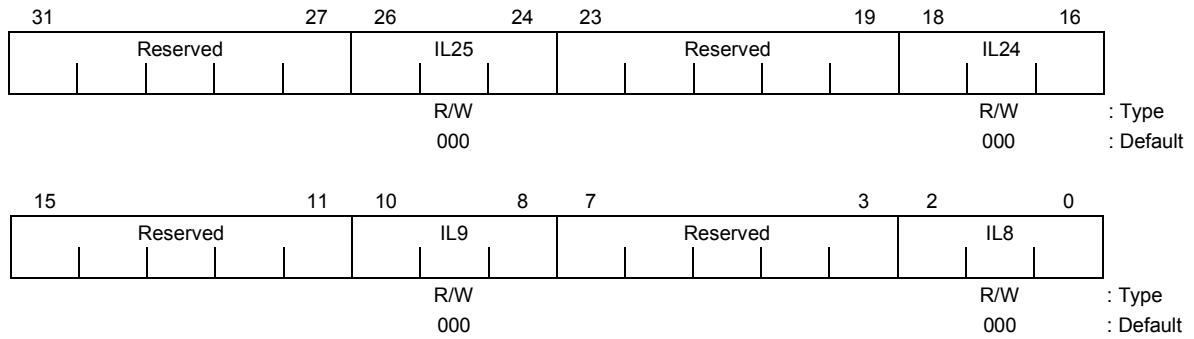 31 27 26 24 23 19 18 16
Reserved IL25 Reserved IL24
R/W R/W : Type
000 000 : Default
15 11 10 8 7 3 2 0
Reserved IL9 Reserved IL8
R/W R/W : Type
000 000 : Default